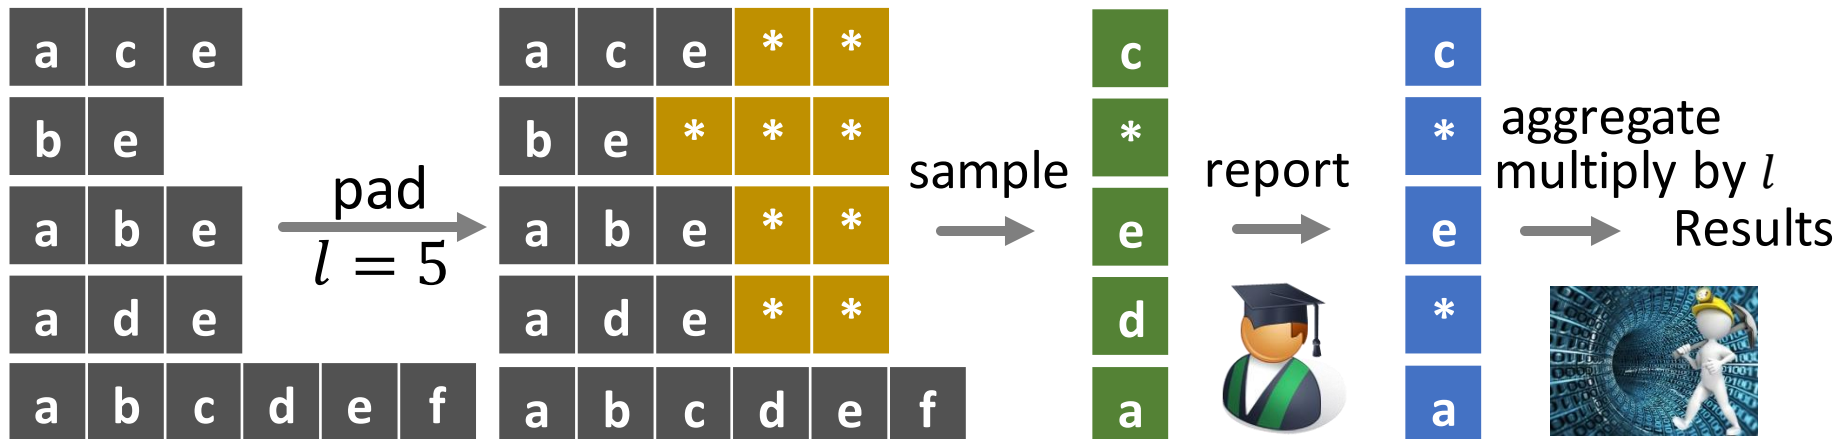 a c e
b e
a b e
a d e
a b c d e f
pad
l = 5
a c e * *
b e * * *
a b e * *
a d e * *
a b c d e f
sample
c
*
e
d
a
report
c
*
e
*
a
aggregate
multiply by l
Results